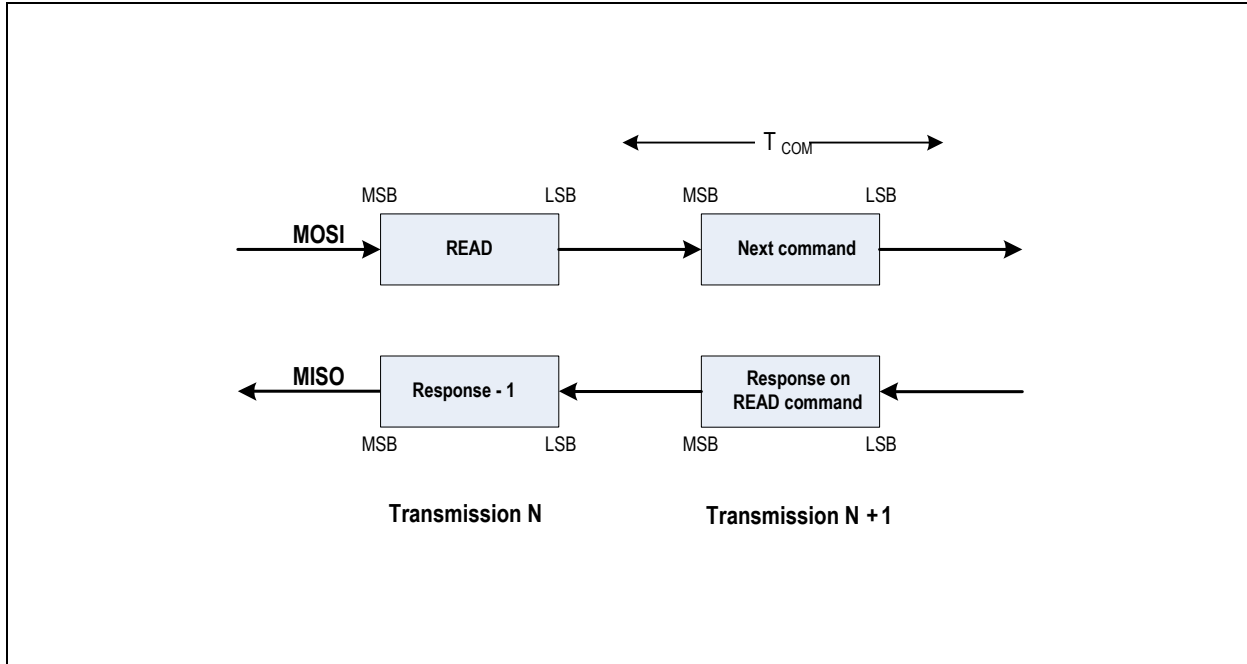 T COM
MSB LSB MSB LSB
MOSI READ Next command
MISO Response - 1 Response on
READ command
MSB LSB MSB LSB
Transmission N Transmission N + 1